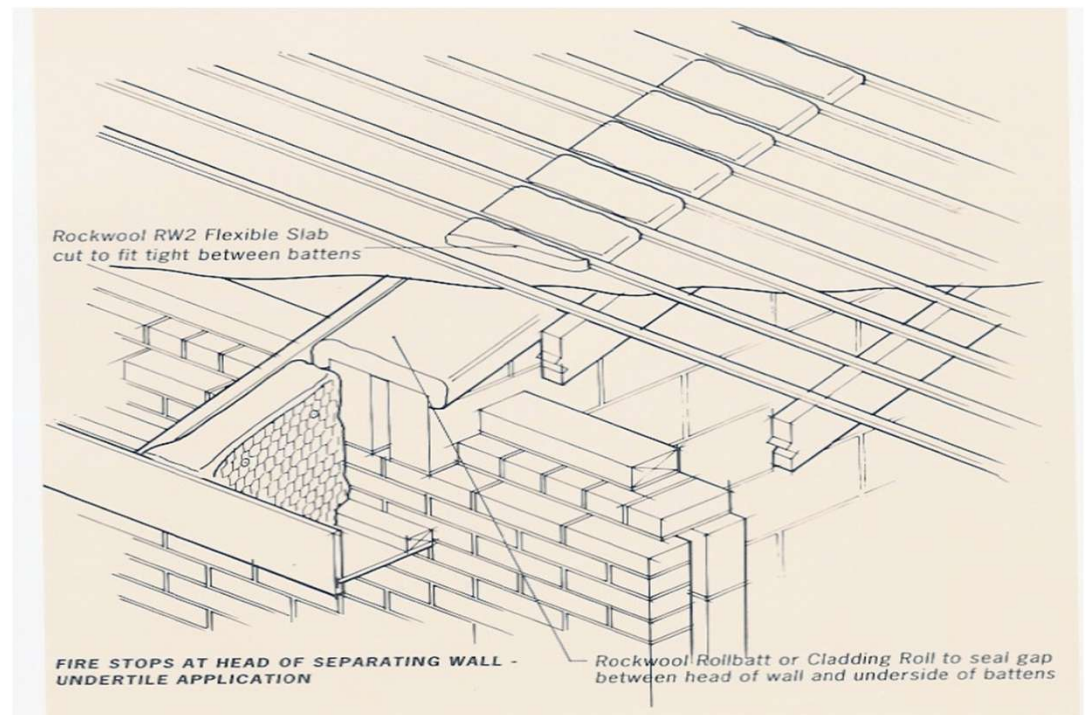 Rockwool RW2 Flexible Slab
cut to fit tight between battens
FIRE STOPS AT HEAD OF SEPARATING WALL -
UNDERTILE APPLICATION
Rockwool Rollbatt or Cladding Roll to seal gap
between head of wall and underside of battens